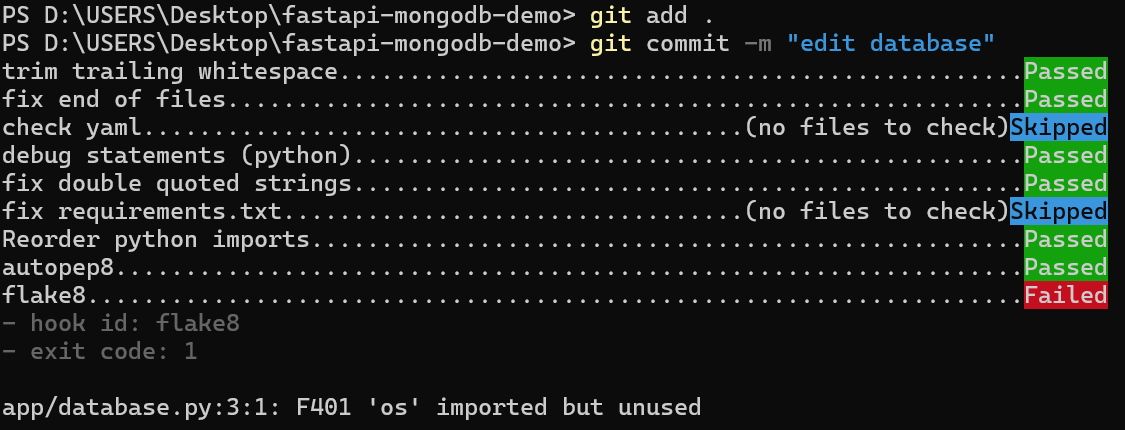 PS D:\USERS\Desktop\fastapi-mongodb-demo> git add .
PS D:\USERS\Desktop\fastapi-mongodb-demo> git commit -m "edit database"
trim trailing whitespace.................................................Passed
fix end of files.........................................................Passed
check yaml...........................................(no files to check)Skipped
debug statements (python)................................................Passed
fix double quoted strings................................................Passed
fix requirements.txt.................................(no files to check)Skipped
Reorder python imports...................................................Passed
autopep8.................................................................Passed
flake8...................................................................Failed
- hook id: flake8
- exit code: 1
app/database.py:3:1: F401 'os' imported but unused